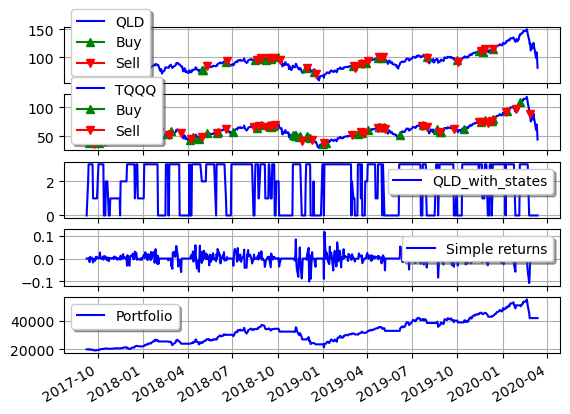 QLD
Buy
Sell
150
100
TQQQ
Buy
Sell
100
50
QLD_with_states
2
0
Simple returns
0.1
0.0
−0.1
Portfolio
40000
20000
2017-10 2018-01 2018-04 2018-07 2018-10 2019-01 2019-04 2019-07 2019-10 2020-01 2020-04